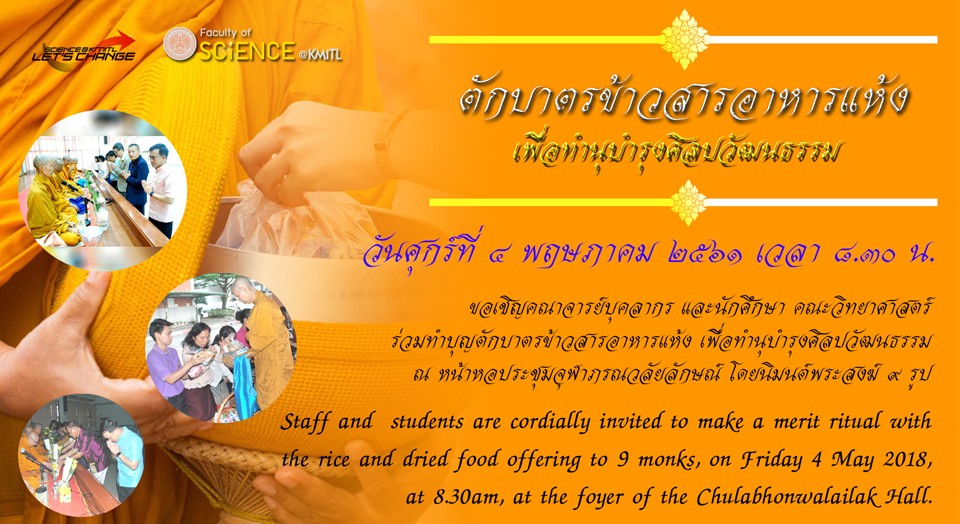 SCIENCE@KMITL
LET'S CHANGE
Faculty of
SCiENCE @KMITL
ตักบาตรข้าวสารอาหารแห้ง
เพื่อทำนุบำรุงศิลปวัฒนธรรม
วันศุกร์ที่ ๔ พฤษภาคม ๒๕๖๑ เวลา ๘.๓๐ น.
ขอเชิญคณาจารย์บุคลากร และนักศึกษา คณะวิทยาศาสตร์
ร่วมทำบุญตักบาตรข้าวสารอาหารแห้ง เพื่อทำนุบำรุงศิลปวัฒนธรรม
ณ หน้าหอประชุมจุฬาภรณวลัยลักษณ์ โดยนิมนต์พระสงฆ์ ๙ รูป
Staff and students are cordially invited to make a merit ritual with
the rice and dried food offering to 9 monks, on Friday 4 May 2018,
at 8.30am, at the foyer of the Chulabhonwalailak Hall.